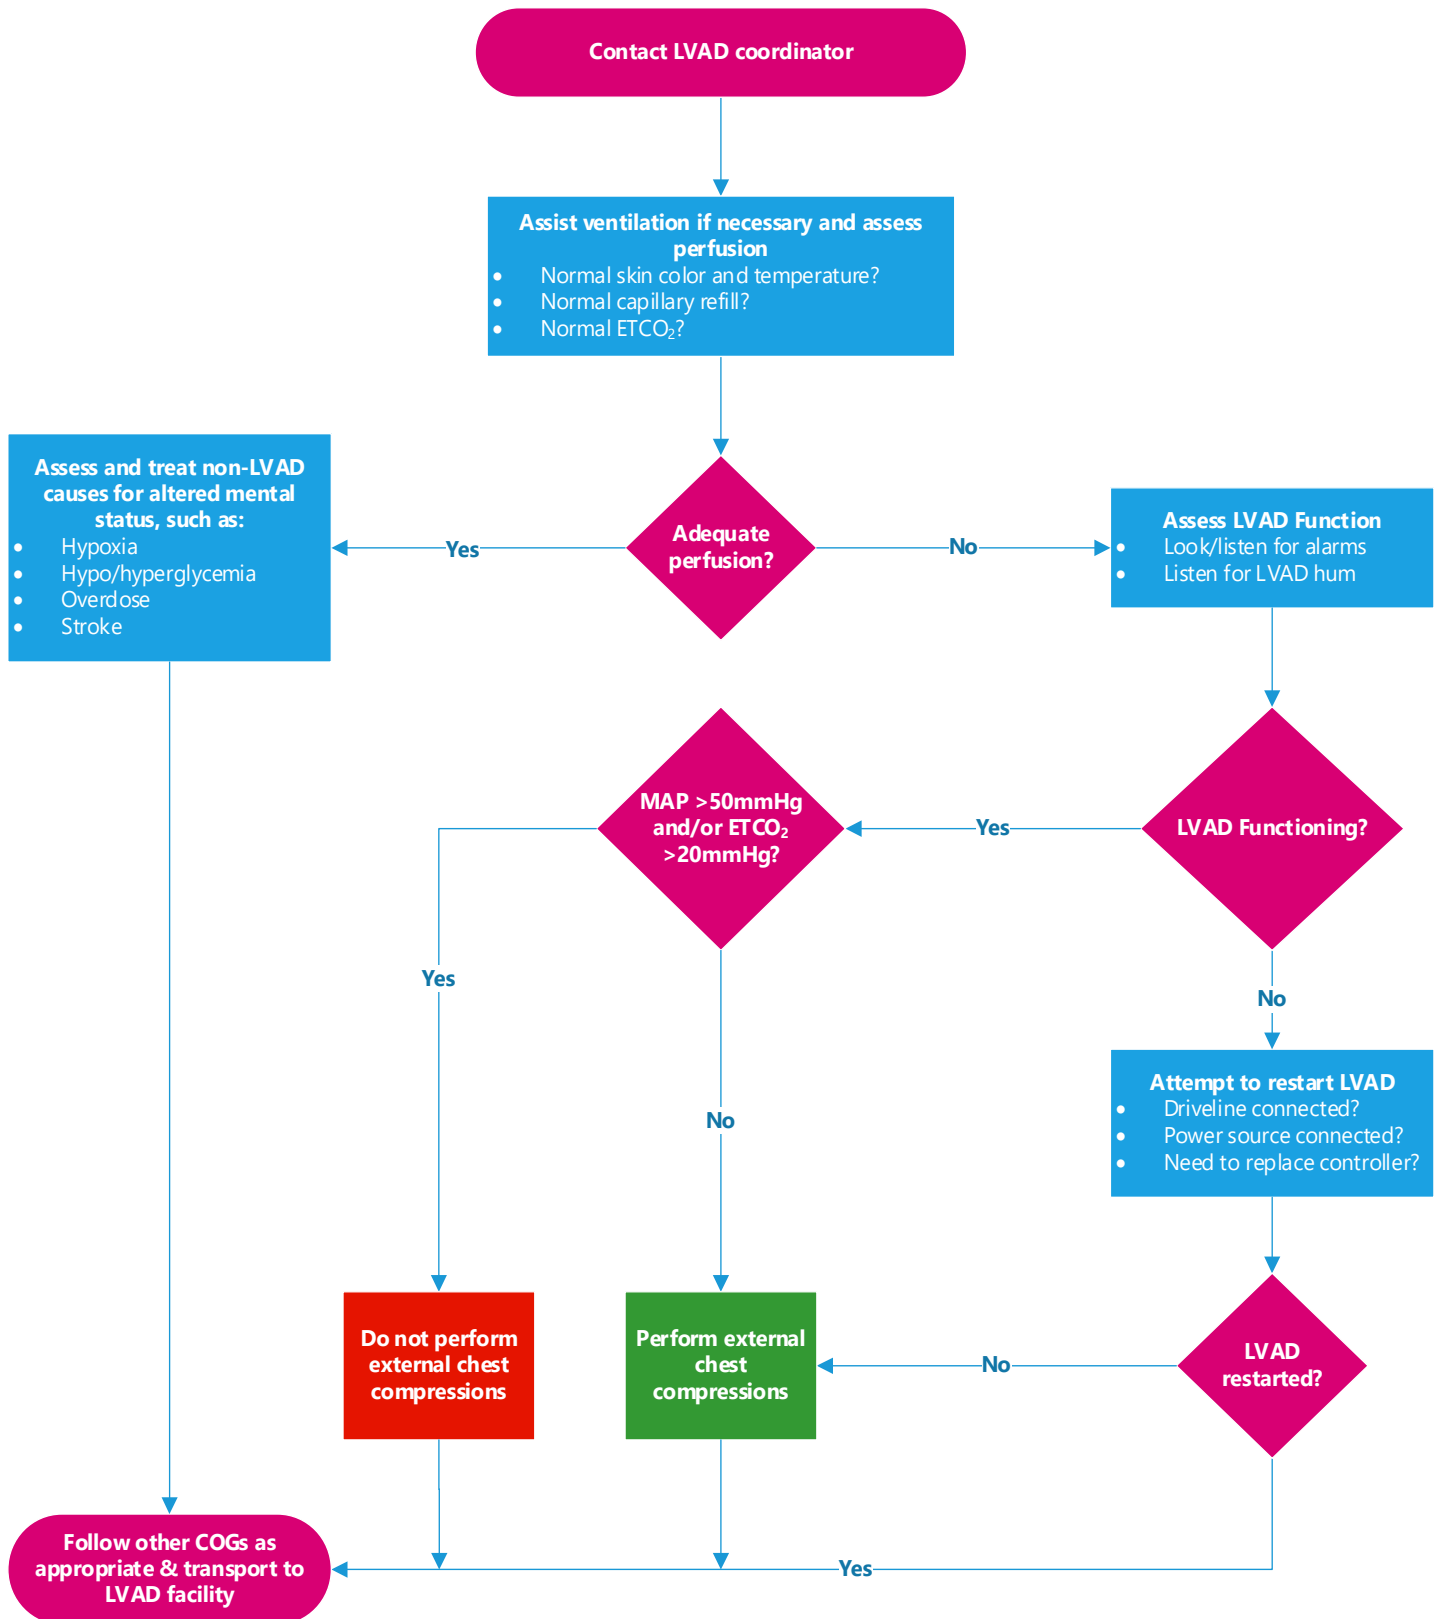 Contact LVAD coordinator
Assist ventilation if necessary and assess
perfusion
• Normal skin color and temperature?
• Normal capillary refill?
• Normal ETCO₂?
Adequate
perfusion?
Yes
No
Assess and treat non-LVAD
causes for altered mental
status, such as:
• Hypoxia
• Hypo/hyperglycemia
• Overdose
• Stroke
Assess LVAD Function
• Look/listen for alarms
• Listen for LVAD hum
LVAD Functioning?
Yes
No
MAP >50mmHg
and/or ETCO₂
>20mmHg?
Yes
No
Attempt to restart LVAD
• Driveline connected?
• Power source connected?
• Need to replace controller?
LVAD
restarted?
No
Yes
Do not perform
external chest
compressions
Perform external
chest
compressions
Follow other COGs as
appropriate & transport to
LVAD facility